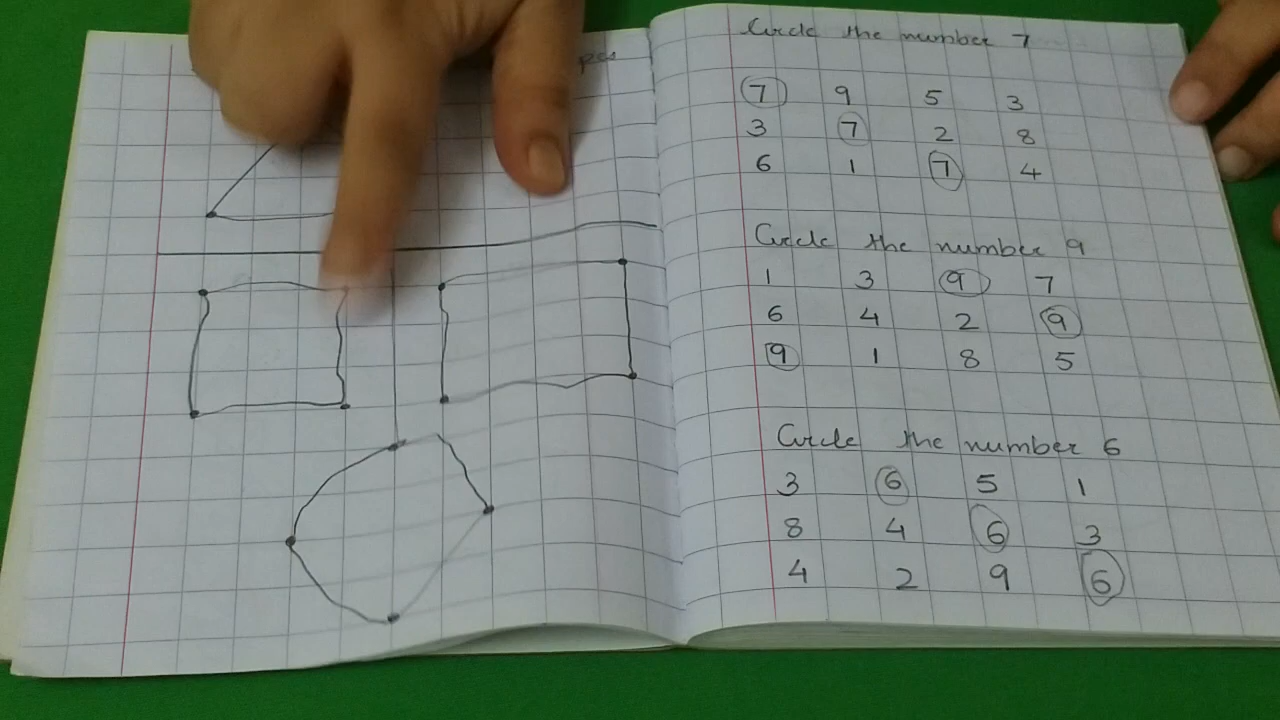 Circle the number 7
7 9 5 3
3 7 2 8
6 1 7 4
Circle the number 9
1 3 9 7
6 4 2 9
9 1 8 5
Circle the number 6
3 6 5 1
8 4 6 3
4 2 9 6